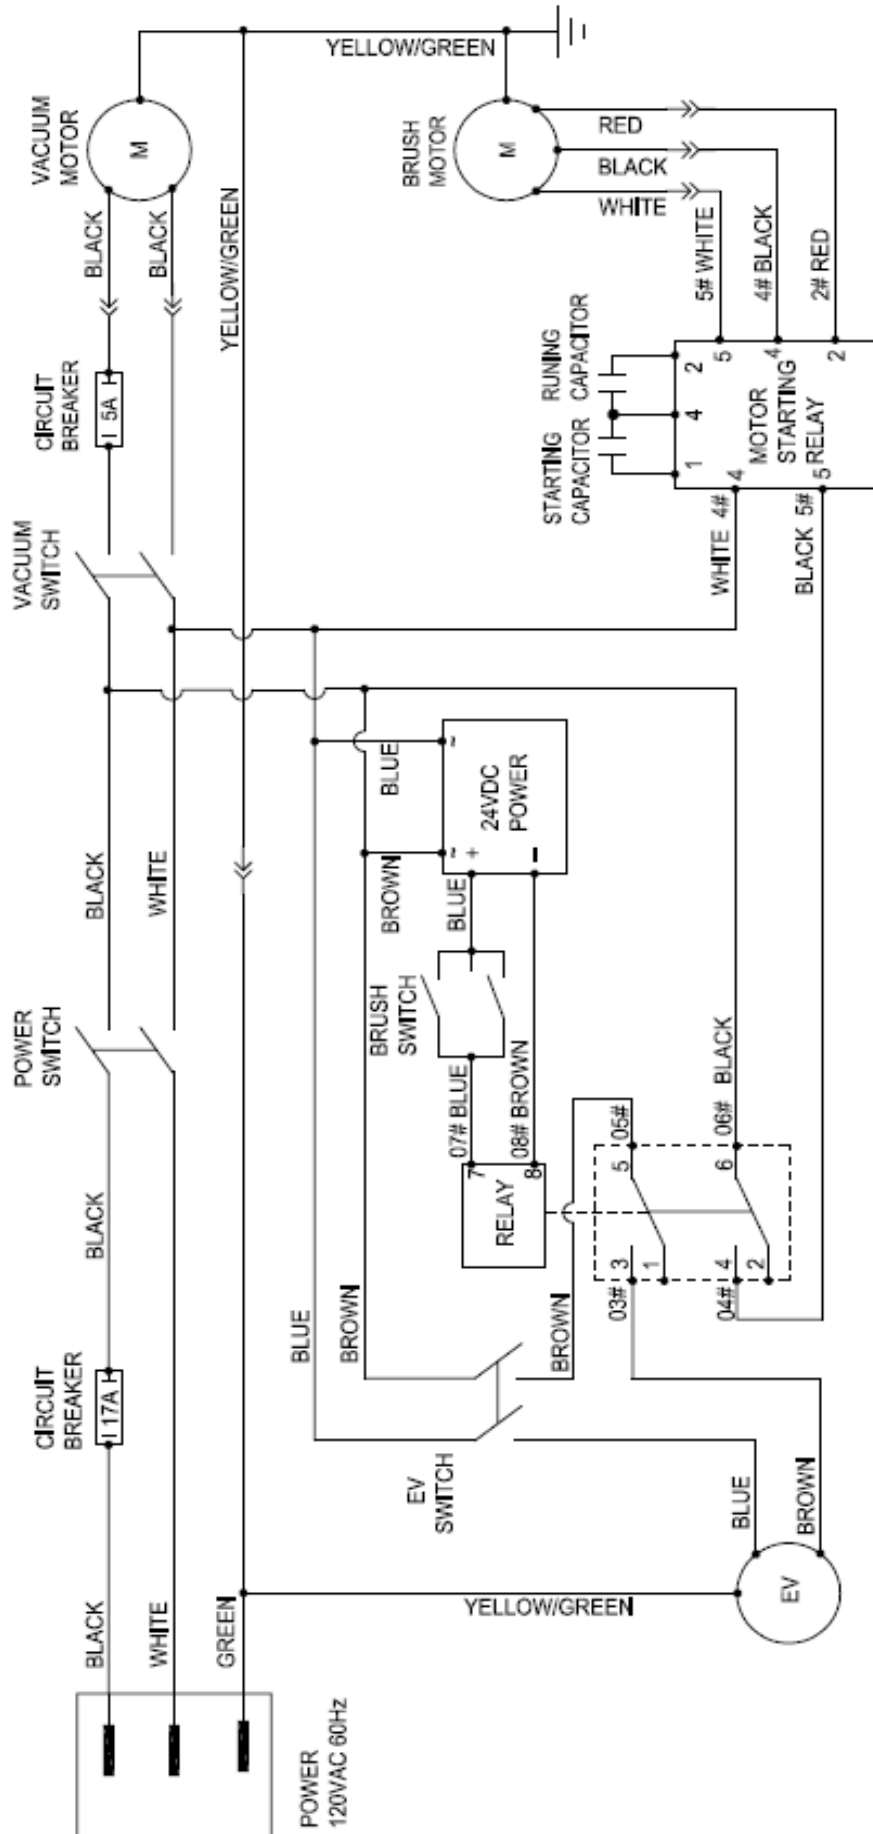 POWER
120VAC 60Hz
BLACK
WHITE
GREEN
CIRCUIT
BREAKER
17A
BLACK
POWER
SWITCH
BLACK
WHITE
VACUUM
SWITCH
CIRCUIT
BREAKER
5A
BLACK
BLACK
VACUUM
MOTOR
M
YELLOW/GREEN
YELLOW/GREEN
BRUSH
MOTOR
M
RED
BLACK
WHITE
5# WHITE
4# BLACK
2# RED
STARTING
CAPACITOR
RUNING
CAPACITOR
1
4
2
5
4
2
MOTOR
STARTING
RELAY
4
5
WHITE 4#
BLACK 5#
BLUE
BROWN
24VDC
POWER
~
~
+
-
BLUE
BRUSH
SWITCH
07# BLUE
08# BROWN
RELAY
7
8
BLUE
BROWN
EV
SWITCH
BROWN
05#
06# BLACK
5
6
3
1
4
2
03#
04#
BLUE
BROWN
YELLOW/GREEN
EV